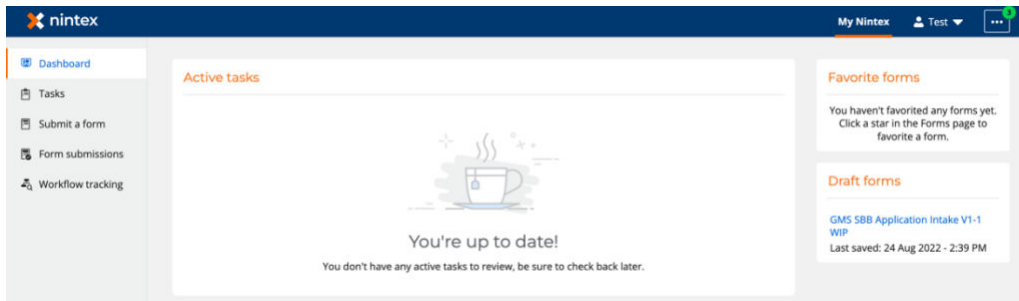 nintex
My Nintex
Test
...
3
Dashboard
Tasks
Submit a form
Form submissions
Workflow tracking
Active tasks
You're up to date!
You don't have any active tasks to review, be sure to check back later.
Favorite forms
You haven't favorited any forms yet.
Click a star in the Forms page to
favorite a form.
Draft forms
GMS SBB Application Intake V1-1
WIP
Last saved: 24 Aug 2022 - 2:39 PM